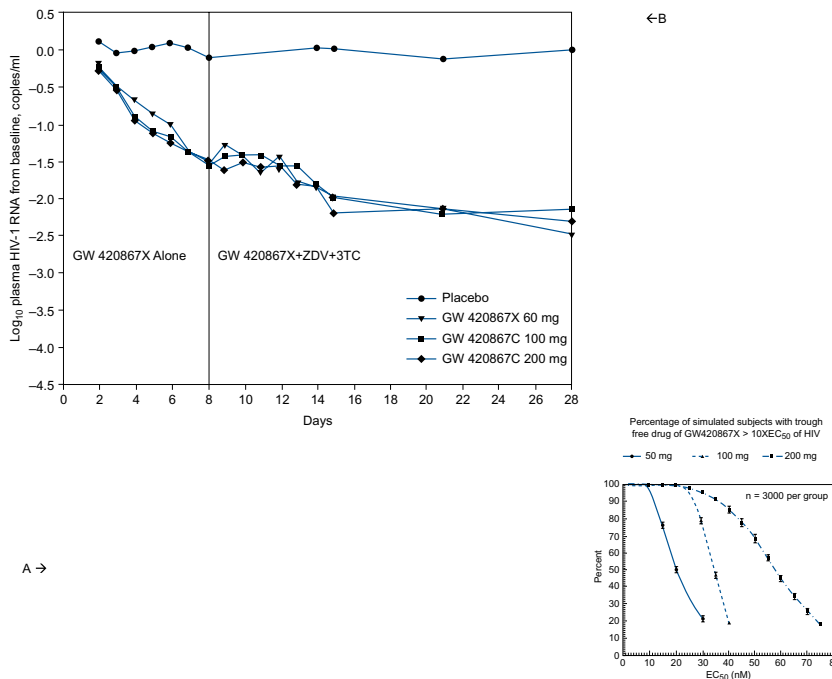 ←B
Log10 plasma HIV-1 RNA from baseline, coples/ml
0.5
0.0
–0.5
–1.0
–1.5
–2.0
–2.5
–3.0
–3.5
–4.0
–4.5
GW 420867X Alone
GW 420867X+ZDV+3TC
Placebo
GW 420867X 60 mg
GW 420867C 100 mg
GW 420867C 200 mg
0 2 4 6 8 10 12 14 16 18 20 22 24 26 28
Days
A →
Percentage of simulated subjects with trough
free drug of GW420867X > 10XEC50 of HIV
50 mg 100 mg 200 mg
n = 3000 per group
Percent
100
90
80
70
60
50
40
30
20
10
0
0 10 20 30 40 50 60 70 80
EC50 (nM)